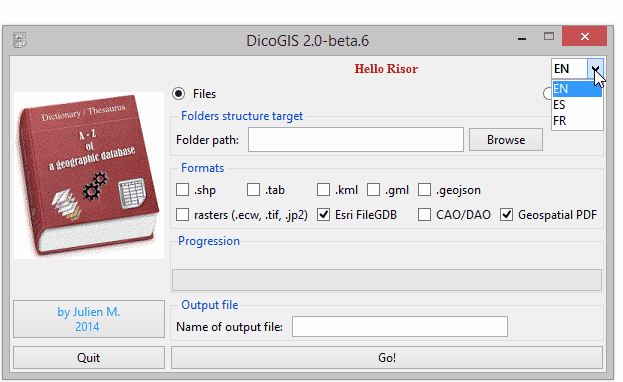 DicoGIS 2.0-beta.6
Hello Risor
EN
EN
ES
FR
Files
Folders structure target
Folder path:
Browse
Formats
.shp .tab .kml .gml .geojson
rasters (.ecw, .tif, .jp2) Esri FileGDB CAO/DAO Geospatial PDF
Progression
Output file
Name of output file:
Dictionary / Thesaurus
A - Z
of
a geographic database
by Julien M.
2014
Quit
Go!